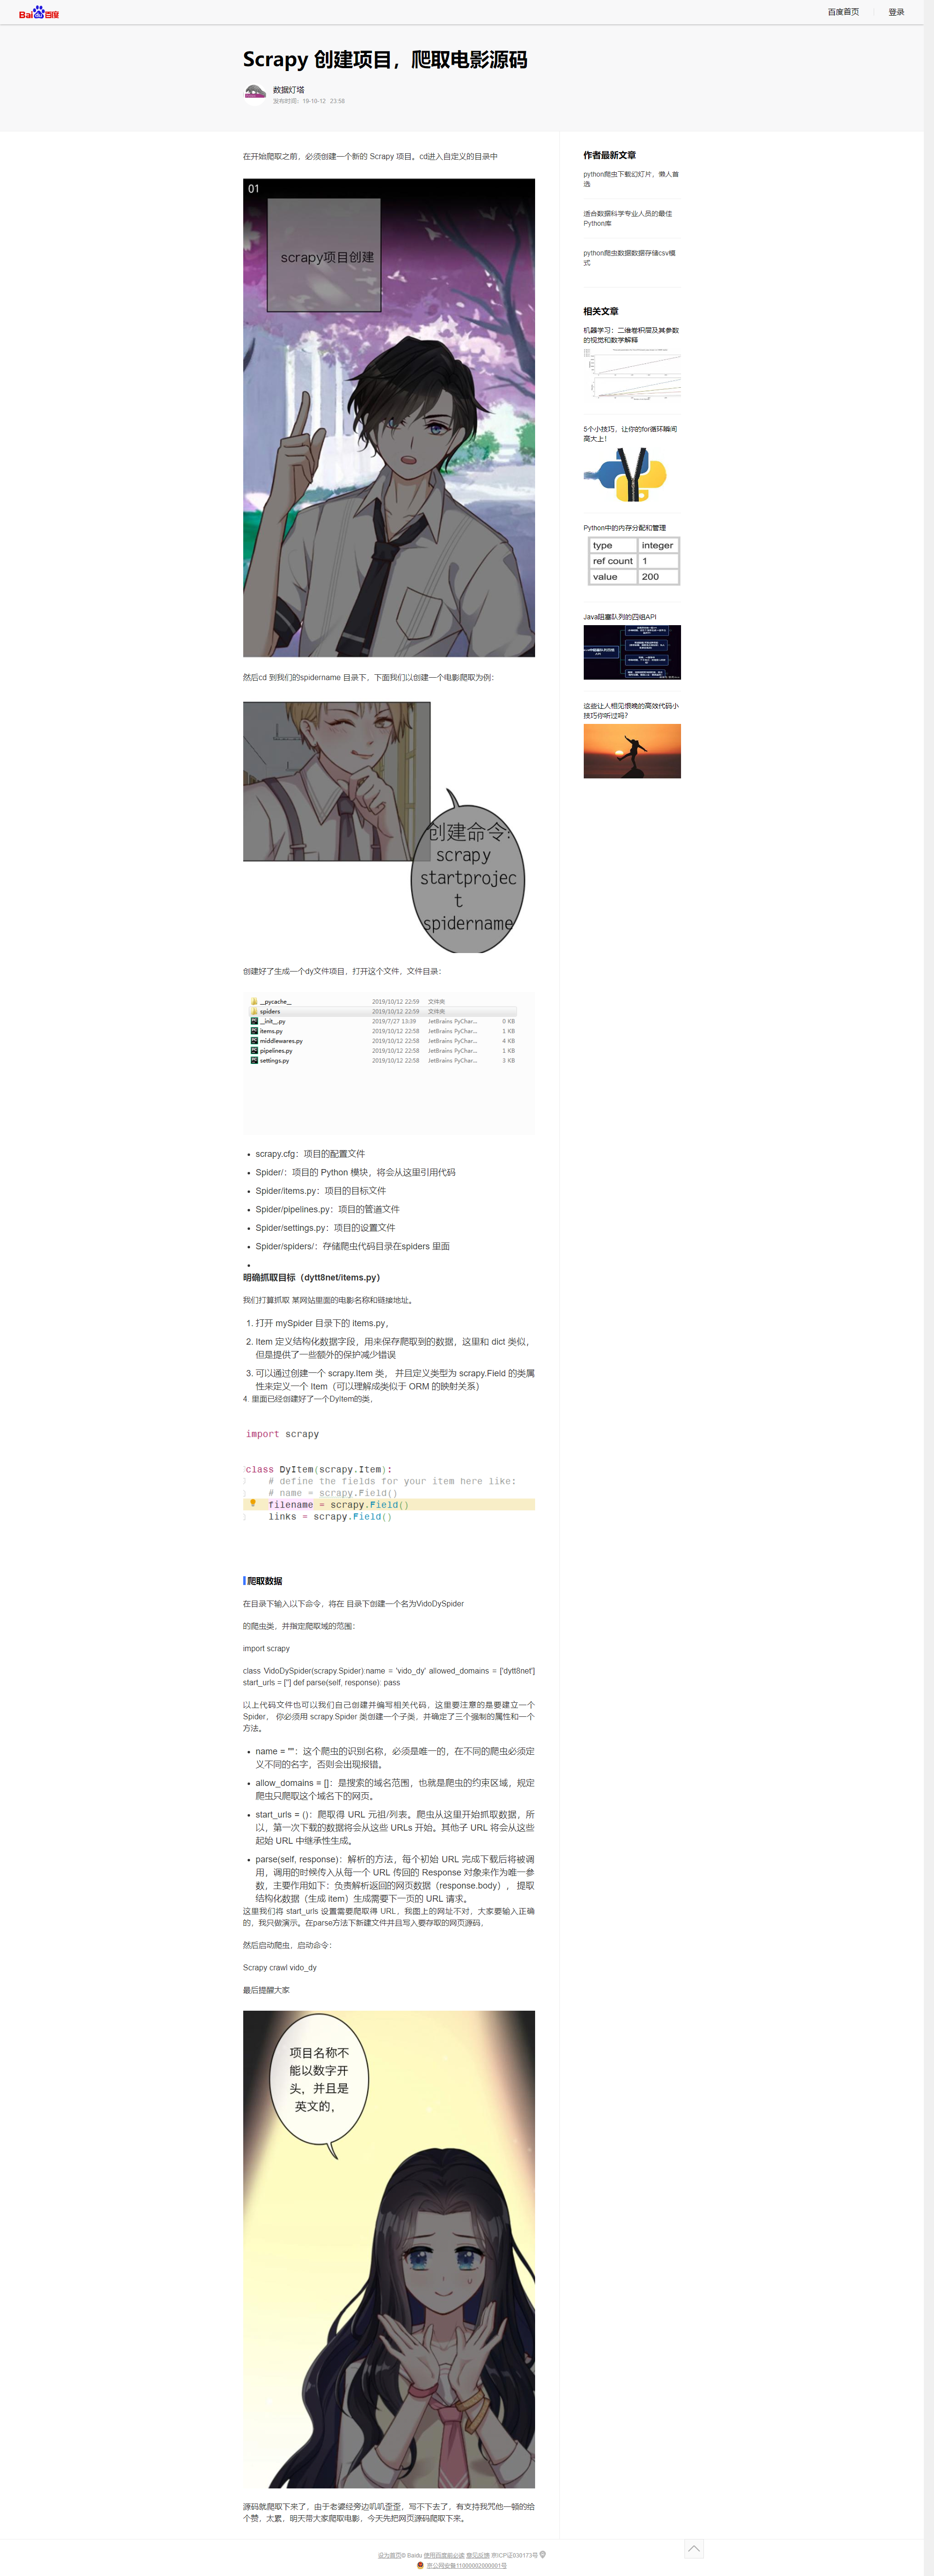 Bai百度
百度首页
登录
Scrapy 创建项目，爬取电影源码
数据灯塔
发布时间：19-10-12 23:58
在开始爬取之前，必须创建一个新的 Scrapy 项目。cd进入自定义的目录中
01
scrapy项目创建
然后cd 到我们的spidername 目录下，下面我们以创建一个电影爬取为例：
创建命令:
scrapy
startprojec
t
spidername
创建好了生成一个dy文件项目，打开这个文件，文件目录：
__pycache__ 2019/10/12 22:59 文件夹
spiders 2019/10/12 22:59 文件夹
__init__.py 2019/7/27 13:39 JetBrains PyChar... 0 KB
items.py 2019/10/12 22:58 JetBrains PyChar... 1 KB
middlewares.py 2019/10/12 22:58 JetBrains PyChar... 4 KB
pipelines.py 2019/10/12 22:58 JetBrains PyChar... 1 KB
settings.py 2019/10/12 22:58 JetBrains PyChar... 3 KB
scrapy.cfg：项目的配置文件
Spider/：项目的 Python 模块，将会从这里引用代码
Spider/items.py：项目的目标文件
Spider/pipelines.py：项目的管道文件
Spider/settings.py：项目的设置文件
Spider/spiders/：存储爬虫代码目录在spiders 里面
明确抓取目标（dytt8net/items.py）
我们打算抓取 某网站里面的电影名称和链接地址。
1. 打开 mySpider 目录下的 items.py，
2. Item 定义结构化数据字段，用来保存爬取到的数据，这里和 dict 类似，
但是提供了一些额外的保护减少错误
3. 可以通过创建一个 scrapy.Item 类， 并且定义类型为 scrapy.Field 的类属
性来定义一个 Item（可以理解成类似于 ORM 的映射关系）
4. 里面已经创建好了一个DyItem的类，
import scrapy
class DyItem(scrapy.Item):
# define the fields for your item here like:
# name = scrapy.Field()
filename = scrapy.Field()
links = scrapy.Field()
爬取数据
在目录下输入以下命令，将在 目录下创建一个名为VidoDySpider
的爬虫类，并指定爬取域的范围：
import scrapy
class VidoDySpider(scrapy.Spider):name = 'vido_dy' allowed_domains = ['dytt8net']
start_urls = [''] def parse(self, response): pass
以上代码文件也可以我们自己创建并编写相关代码，这里要注意的是要建立一个
Spider， 你必须用 scrapy.Spider 类创建一个子类，并确定了三个强制的属性和一个
方法。
name = ""：这个爬虫的识别名称，必须是唯一的，在不同的爬虫必须定
义不同的名字，否则会出现报错。
allow_domains = []：是搜索的域名范围，也就是爬虫的约束区域，规定
爬虫只爬取这个域名下的网页。
start_urls = ()：爬取得 URL 元祖/列表。爬虫从这里开始抓取数据，所
以，第一次下载的数据将会从这些 URLs 开始。其他子 URL 将会从这些
起始 URL 中继承性生成。
parse(self, response)：解析的方法，每个初始 URL 完成下载后将被调
用，调用的时候传入从每一个 URL 传回的 Response 对象来作为唯一参
数，主要作用如下：负责解析返回的网页数据（response.body）， 提取
结构化数据（生成 item）生成需要下一页的 URL 请求。
这里我们将 start_urls 设置需要爬取得 URL，我图上的网址不对，大家要输入正确
的，我只做演示。在parse方法下新建文件并且写入要存取的网页源码，
然后启动爬虫，启动命令：
Scrapy crawl vido_dy
最后提醒大家
项目名称不
能以数字开
头，并且是
英文的，
源码就爬取下来了，由于老婆经旁边叽叽歪歪，写不下去了，有支持我咒他一顿的给
个赞，太累，明天带大家爬取电影，今天先把网页源码爬取下来。
作者最新文章
python爬虫下载幻灯片，懒人首
选
适合数据科学专业人员的最佳
Python库
python爬虫数据数据存储csv模
式
相关文章
机器学习：二维卷积层及其参数
的视觉和数学解释
5个小技巧，让你的for循环瞬间
高大上！
Python中的内存分配和管理
type integer
ref count 1
value 200
Java阻塞队列的四组API
这些让人相见恨晚的高效代码小
技巧你听过吗？
设为首页© Baidu 使用百度前必读 意见反馈 京ICP证030173号
京公网安备11000002000001号